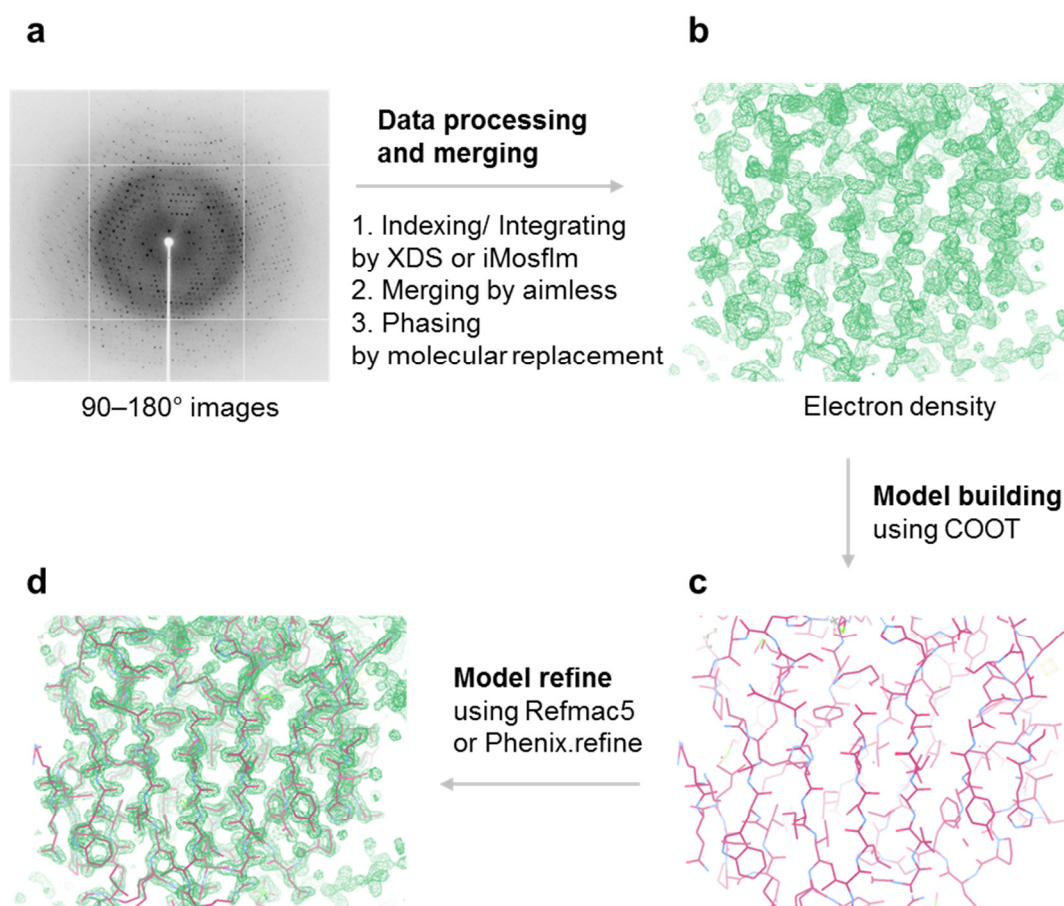 a
Data processing
and merging
1. Indexing/ Integrating
by XDS or iMosflm
2. Merging by aimless
3. Phasing
by molecular replacement
90–180° images
b
Electron density
Model building
using COOT
c
Model refine
using Refmac5
or Phenix.refine
d